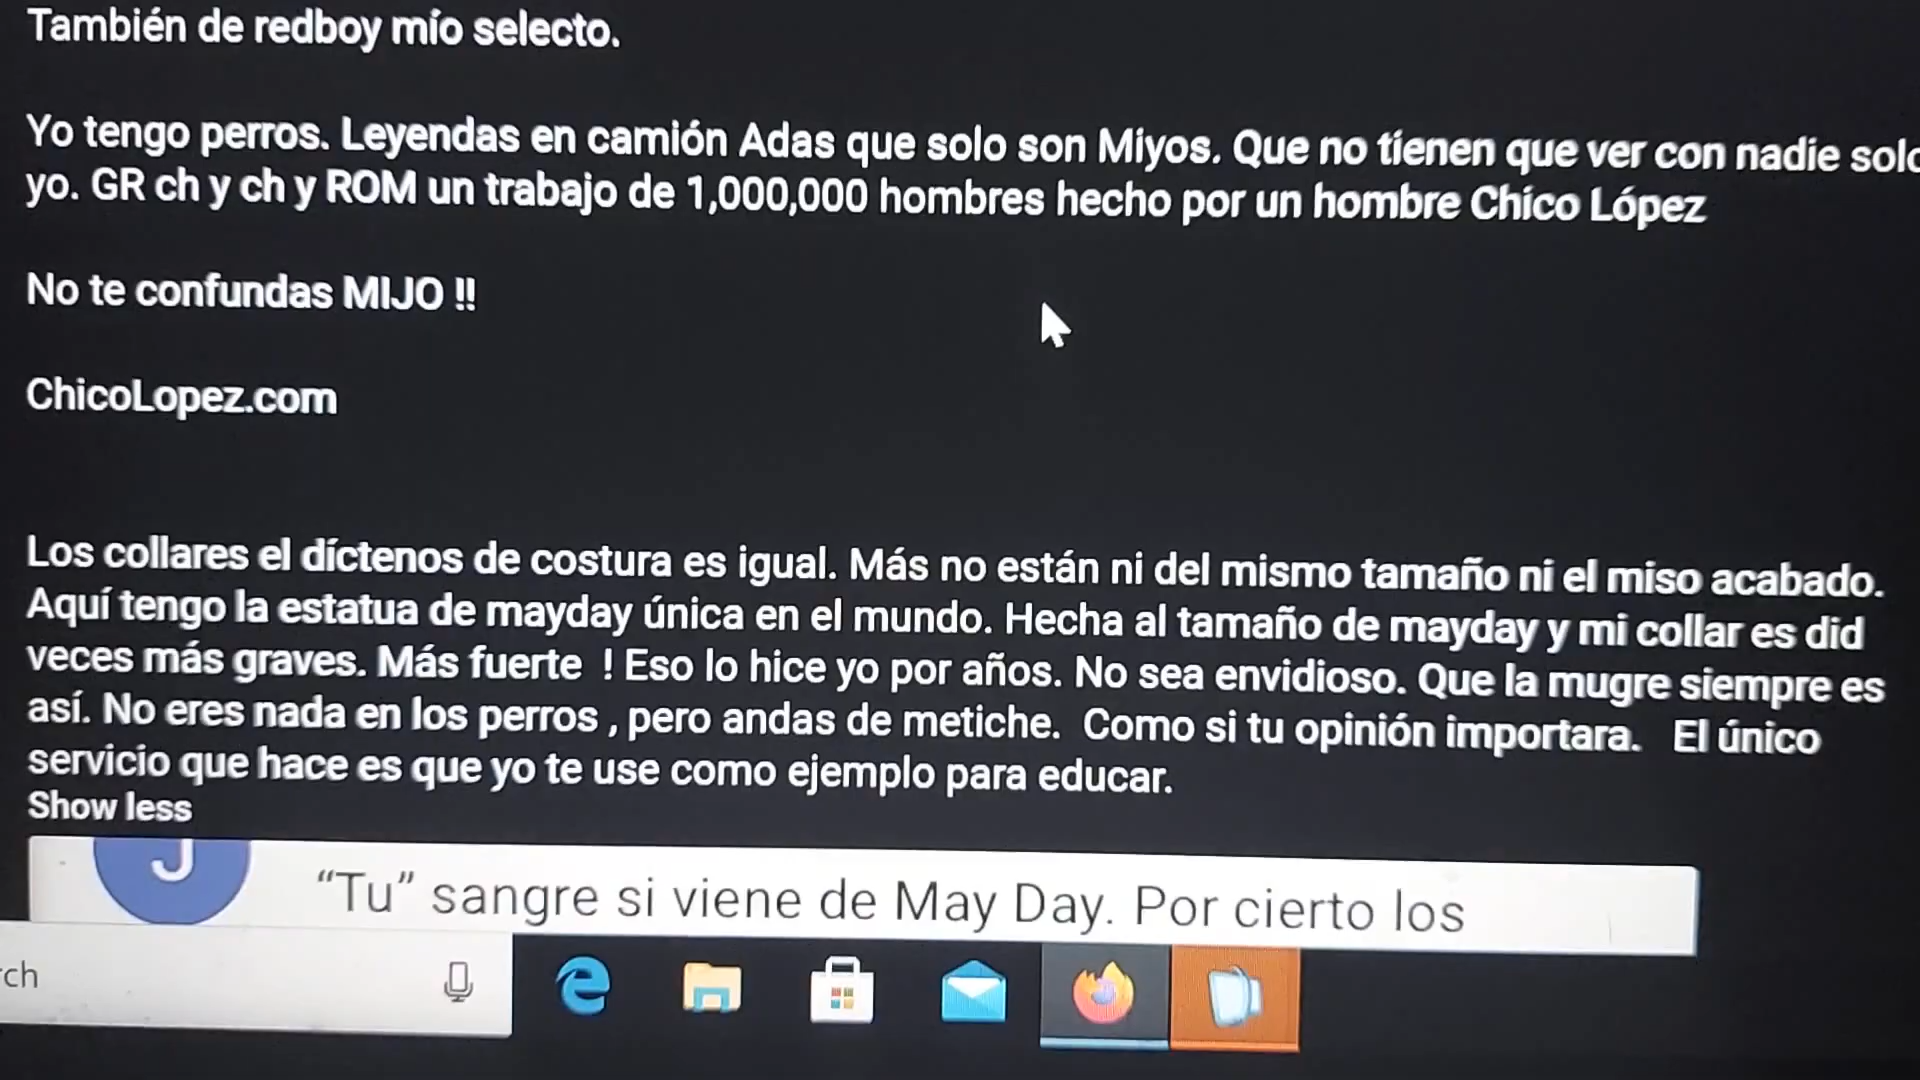 También de redboy mío selecto.
Yo tengo perros. Leyendas en camión Adas que solo son Miyos. Que no tienen que ver con nadie solo
yo. GR ch y ch y ROM un trabajo de 1,000,000 hombres hecho por un hombre Chico López
No te confundas MIJO !!
ChicoLopez.com
Los collares el díctenos de costura es igual. Más no están ni del mismo tamaño ni el miso acabado.
Aquí tengo la estatua de mayday única en el mundo. Hecha al tamaño de mayday y mi collar es did
veces más graves. Más fuerte  ! Eso lo hice yo por años. No sea envidioso. Que la mugre siempre es
así. No eres nada en los perros , pero andas de metiche.  Como si tu opinión importara.   El único
servicio que hace es que yo te use como ejemplo para educar.
Show less
J
“Tu” sangre si viene de May Day. Por cierto los
rch